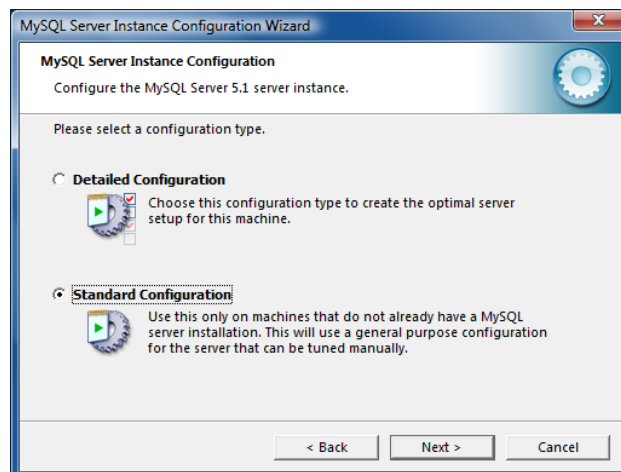 MySQL Server Instance Configuration Wizard
MySQL Server Instance Configuration
Configure the MySQL Server 5.1 server instance.
Please select a configuration type.
Detailed Configuration
Choose this configuration type to create the optimal server
setup for this machine.
Standard Configuration
Use this only on machines that do not already have a MySQL
server installation. This will use a general purpose configuration
for the server that can be tuned manually.
< Back
Next >
Cancel